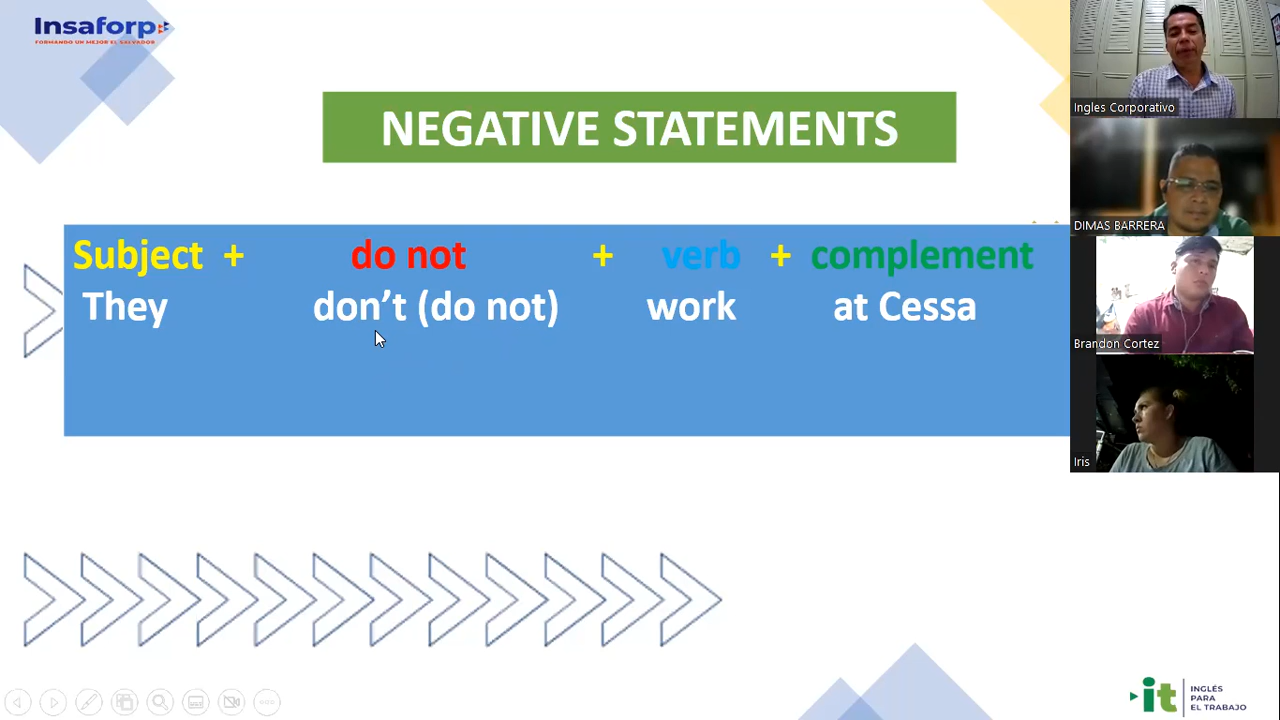 Insaforp
FORMANDO UN MEJOR EL SALVADOR
NEGATIVE STATEMENTS
Subject + do not + verb + complement
They don’t (do not) work at Cessa
Ingles Corporativo
DIMAS BARRERA
Brandon Cortez
Iris
it
INGLÉS
PARA
EL TRABAJO